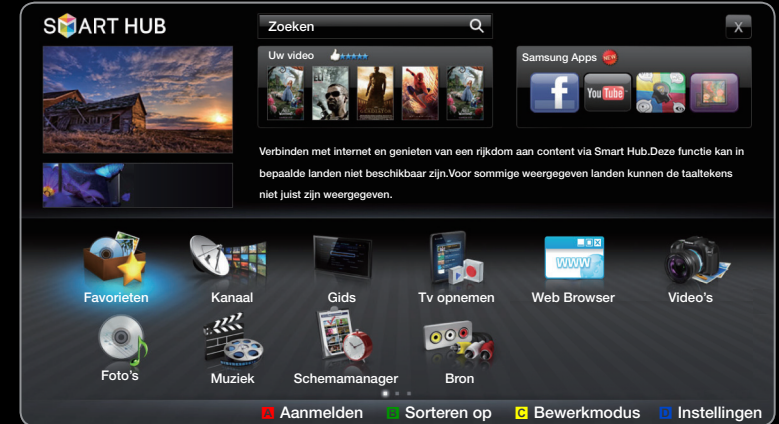 SMART HUB
Zoeken
X
Uw video
Samsung Apps NEW
You Tube
Verbinden met internet en genieten van een rijkdom aan content via Smart Hub.Deze functie kan in
bepaalde landen niet beschikbaar zijn.Voor sommige weergegeven landen kunnen de taaltekens
niet juist zijn weergegeven.
www
Favorieten Kanaal Gids Tv opnemen Web Browser Video's
Foto's Muziek Schemamanager Bron
A Aanmelden B Sorteren op C Bewerkmodus D Instellingen